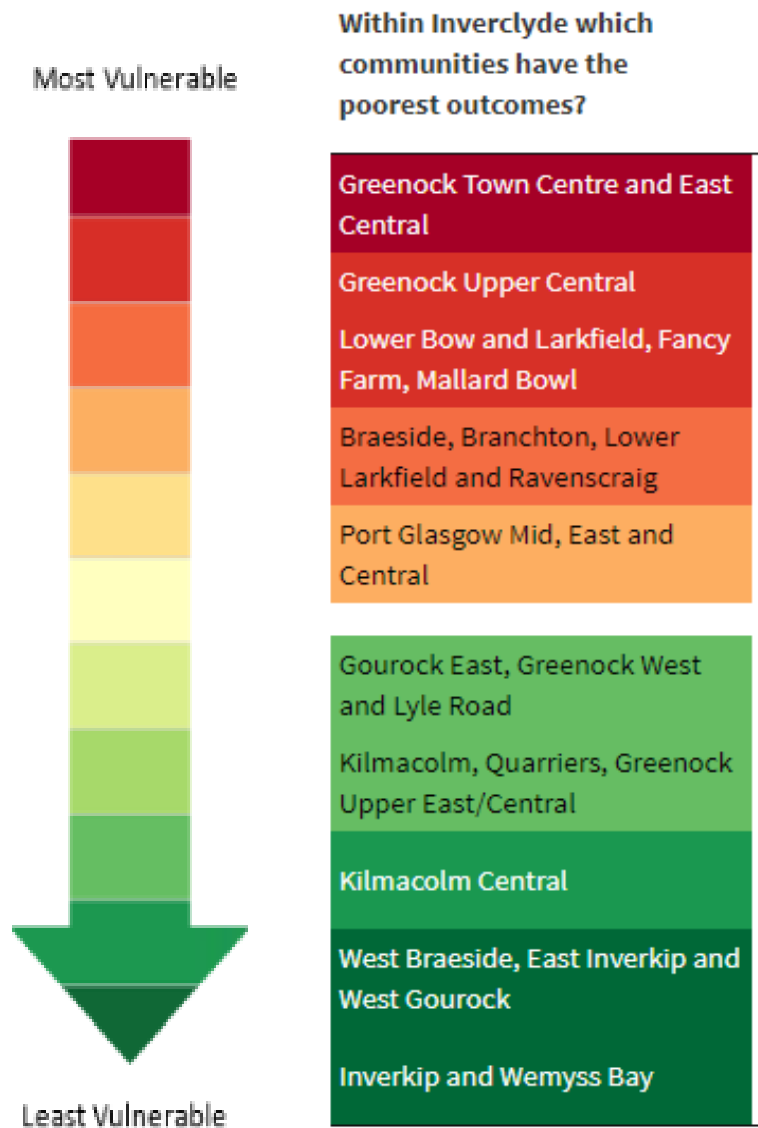 Most Vulnerable
Within Inverclyde which
communities have the
poorest outcomes?
Greenock Town Centre and East
Central
Greenock Upper Central
Lower Bow and Larkfield, Fancy
Farm, Mallard Bowl
Braeside, Branchton, Lower
Larkfield and Ravenscraig
Port Glasgow Mid, East and
Central
Gourock East, Greenock West
and Lyle Road
Kilmacolm, Quarriers, Greenock
Upper East/Central
Kilmacolm Central
West Braeside, East Inverkip and
West Gourock
Inverkip and Wemyss Bay
Least Vulnerable